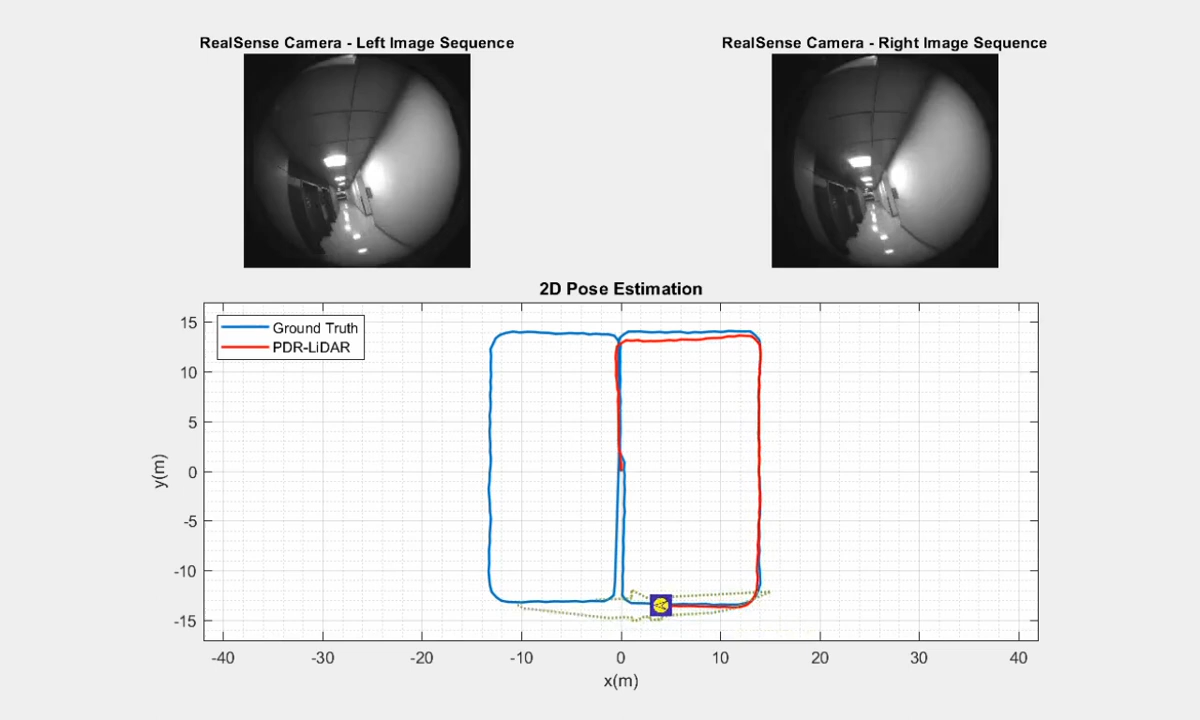 RealSense Camera - Left Image Sequence
RealSense Camera - Right Image Sequence
2D Pose Estimation
Ground Truth
PDR-LiDAR
15
10
5
0
-5
-10
-15
y(m)
-40 -30 -20 -10 0 10 20 30 40
x(m)